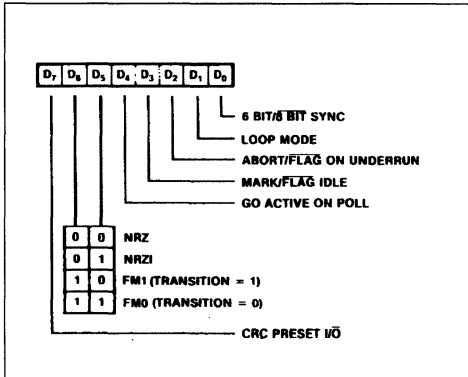 D7 D6 D5 D4 D3 D2 D1 D0
6 BIT/8 BIT SYNC
LOOP MODE
ABORT/FLAG ON UNDERRUN
MARK/FLAG IDLE
GO ACTIVE ON POLL
0 0 NRZ
0 1 NRZI
1 0 FM1 (TRANSITION = 1)
1 1 FM0 (TRANSITION = 0)
CRC PRESET I/O